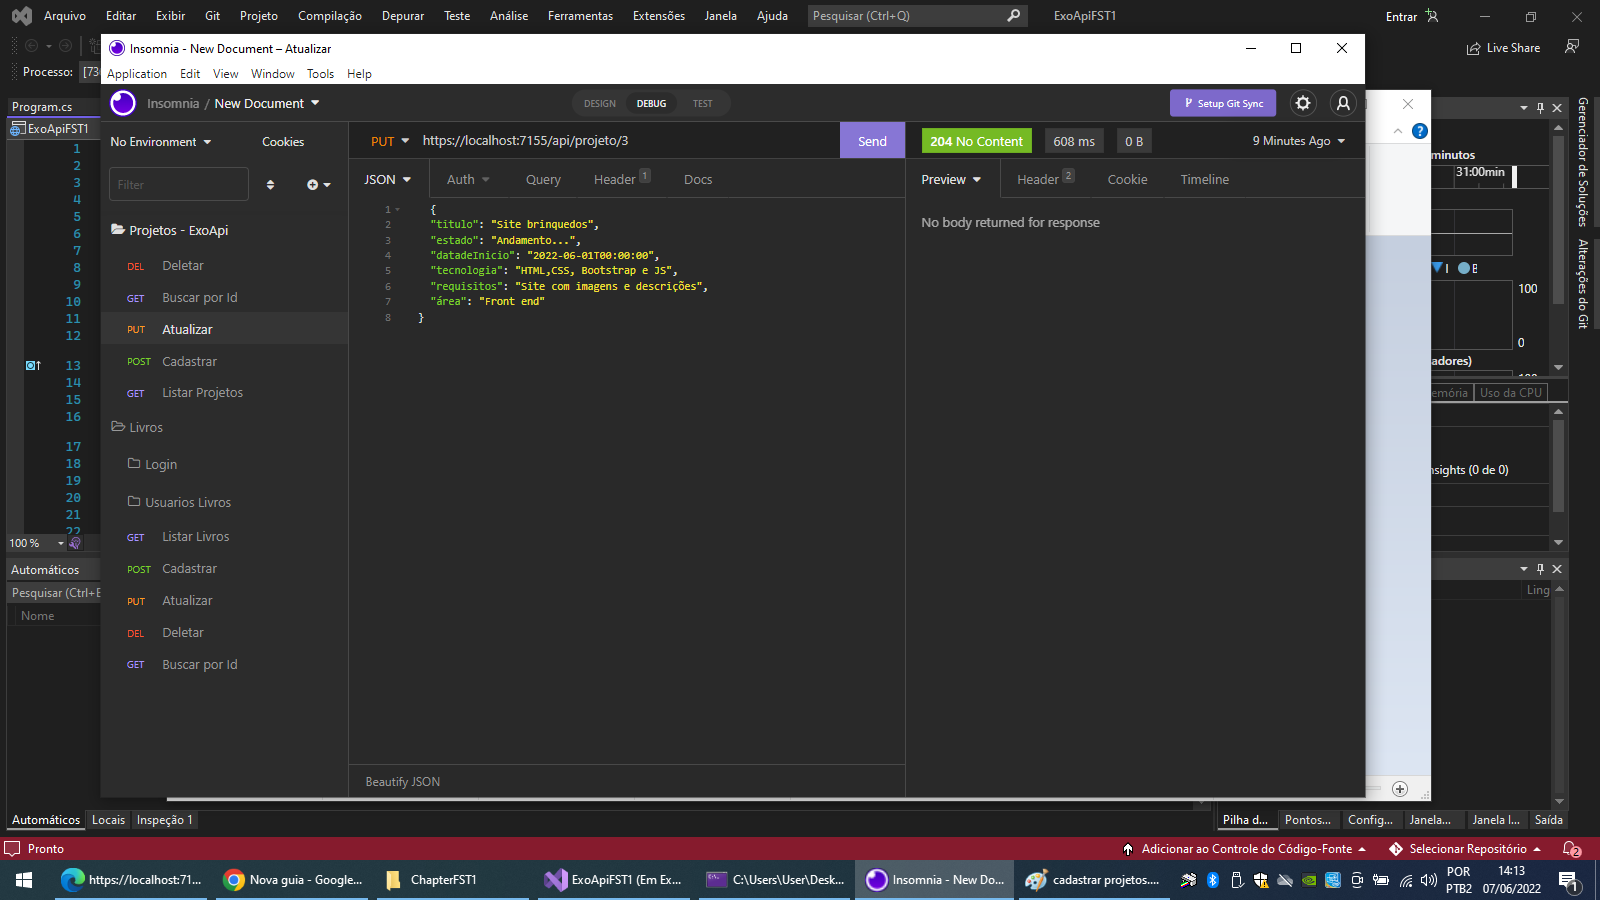 Arquivo Editar Exibir Git Projeto Compilação Depurar Teste Análise Ferramentas Extensões Janela Ajuda Pesquisar (Ctrl+Q) ExoApiFST1 Entrar
Live Share
Processo: [73
Insomnia - New Document – Atualizar
Application Edit View Window Tools Help
Insomnia / New Document DESIGN DEBUG TEST Setup Git Sync
Program.cs
ExoApiFST1
No Environment Cookies
Filter
Projetos - ExoApi
DEL Deletar
GET Buscar por Id
PUT Atualizar
POST Cadastrar
GET Listar Projetos
Livros
Login
Usuarios Livros
GET Listar Livros
POST Cadastrar
PUT Atualizar
DEL Deletar
GET Buscar por Id
PUT https://localhost:7155/api/projeto/3 Send
JSON Auth Query Header 1 Docs
1 {
2 "titulo": "Site brinquedos",
3 "estado": "Andamento...",
4 "datadeInicio": "2022-06-01T00:00:00",
5 "tecnologia": "HTML,CSS, Bootstrap e JS",
6 "requisitos": "Site com imagens e descrições",
7 "área": "Front end"
8 }
Beautify JSON
204 No Content 608 ms 0 B 9 Minutes Ago
Preview Header 2 Cookie Timeline
No body returned for response
1
2
3
4
5
6
7
8
9
10
11
12
13
14
15
16
17
18
19
20
21
22
100 %
Automáticos
Pesquisar (Ctrl+E
Nome
Automáticos Locais Inspeção 1
minutos
31:00min
I B
100
0
adores)
emória Uso da CPU
nsights (0 de 0)
Ling
Gerenciador de Soluções
Alterações do Git
Pilha d... Pontos... Config... Janela... Janela I... Saída
Pronto Adicionar ao Controle do Código-Fonte Selecionar Repositório 2
https://localhost:71... Nova guia - Google... ChapterFST1 ExoApiFST1 (Em Ex... C:\Users\User\Desk... Insomnia - New Do... cadastrar projetos....
POR
PTB2
14:13
07/06/2022
1